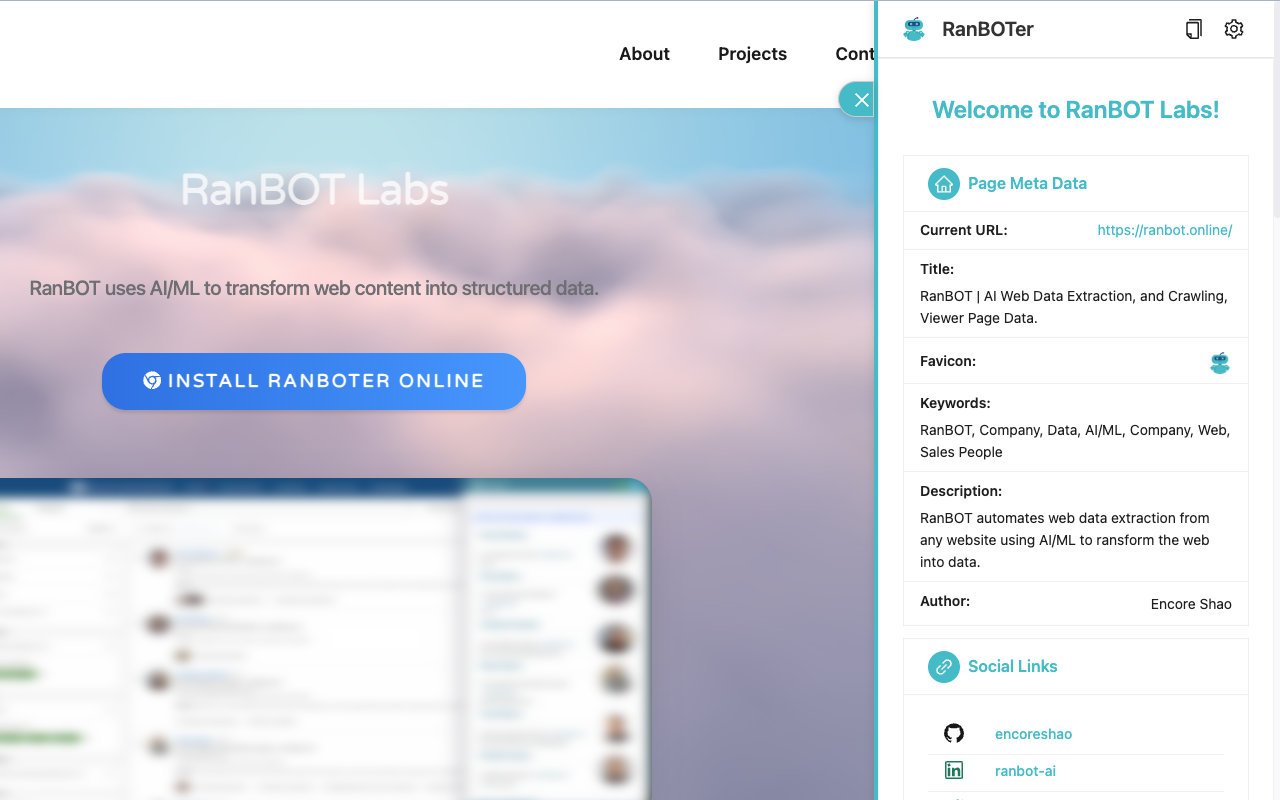 About
Projects
Cont
RanBOT Labs
RanBOT uses AI/ML to transform web content into structured data.
INSTALL RANBOTER ONLINE
RanBOTer
Welcome to RanBOT Labs!
Page Meta Data
Current URL:
https://ranbot.online/
Title:
RanBOT | AI Web Data Extraction, and Crawling,
Viewer Page Data.
Favicon:
Keywords:
RanBOT, Company, Data, AI/ML, Company, Web,
Sales People
Description:
RanBOT automates web data extraction from
any website using AI/ML to ransform the web
into data.
Author:
Encore Shao
Social Links
encoreshao
ranbot-ai